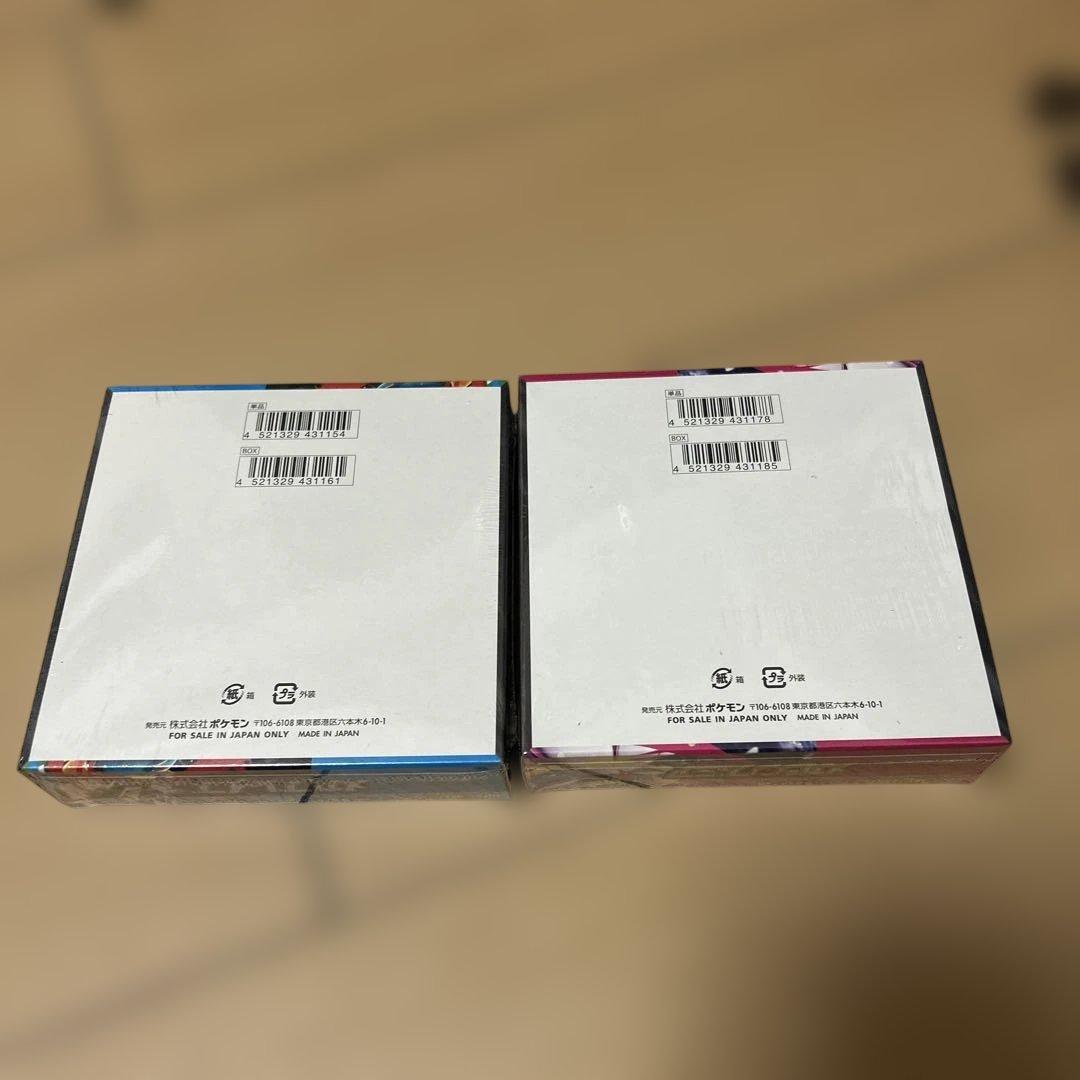 単品
4 521329 431154
BOX
4 521329 431161
紙 箱 プラ 外装
発売元 株式会社 ポケモン 〒106-6108 東京都港区六本木6-10-1
FOR SALE IN JAPAN ONLY MADE IN JAPAN
単品
4 521329 431178
BOX
4 521329 431185
紙 箱 プラ 外装
発売元 株式会社 ポケモン 〒106-6108 東京都港区六本木6-10-1
FOR SALE IN JAPAN ONLY MADE IN JAPAN